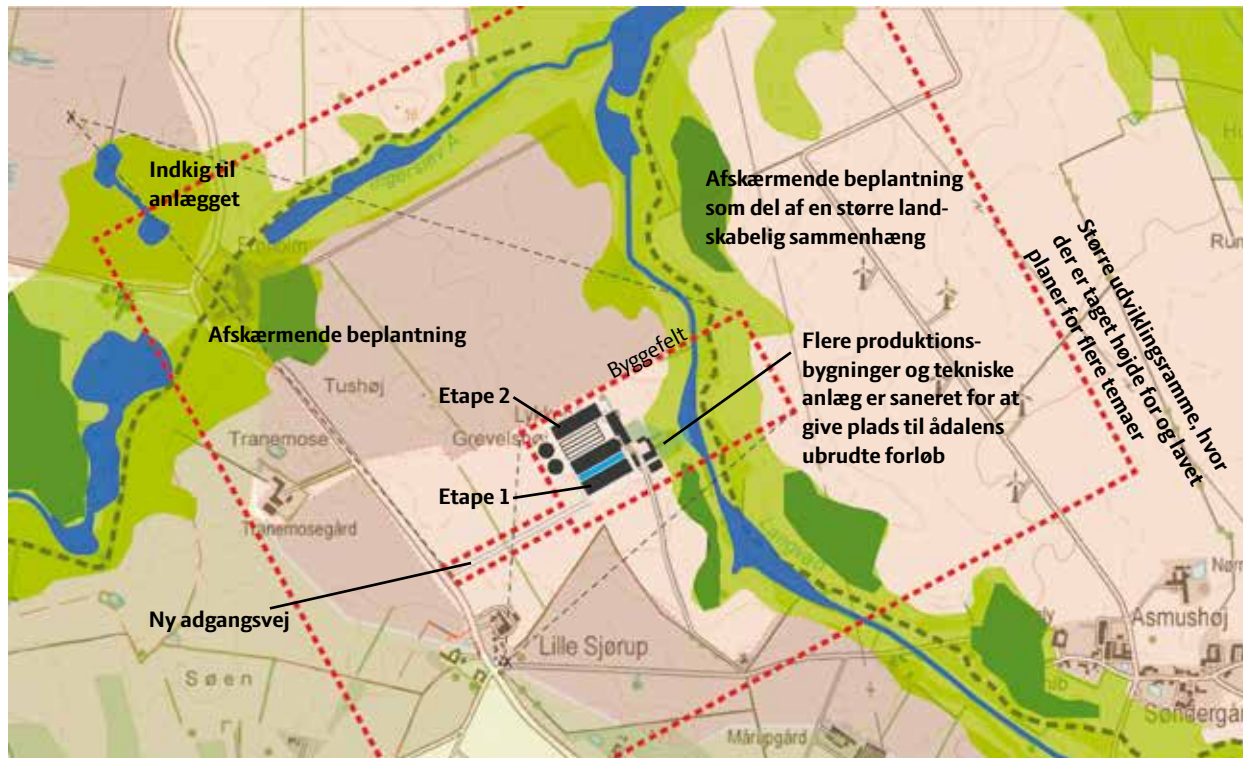 Indkig til
anlægget
Afskærmende beplantning
som del af en større land-
skabelig sammenhæng
Større udviklingsramme, hvor
der er taget højde for og lavet
planer for flere temaer
Afskærmende beplantning
Byggefelt
Flere produktions-
bygninger og tekniske
anlæg er saneret for at
give plads til ådalens
ubrudte forløb
Etape 2
Etape 1
Ny adgangsvej
Tushøj
Tranemose
Tranemosegård
Lille Sjørup
Søen
Asmushøj
Mårupgård